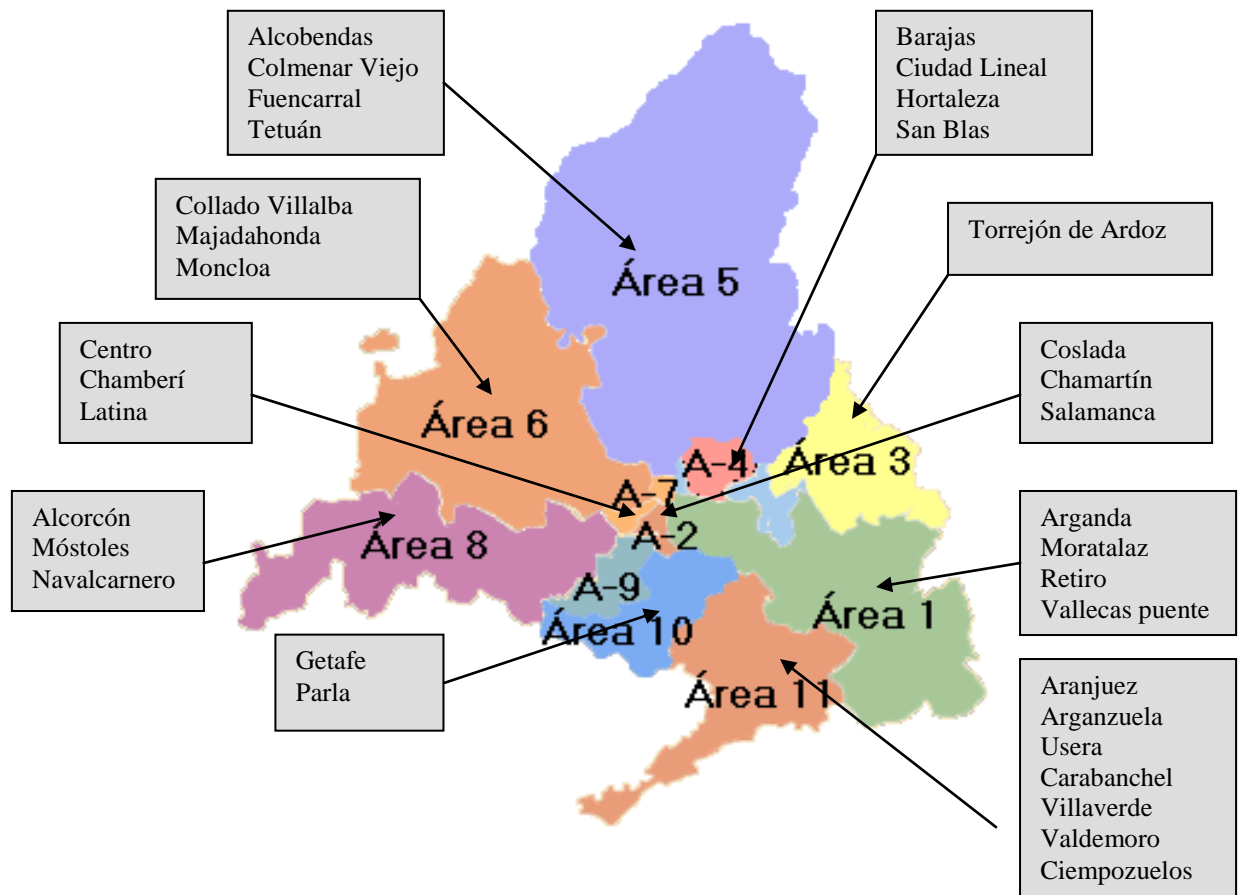 Alcobendas
Colmenar Viejo
Fuencarral
Tetuán
Barajas
Ciudad Lineal
Hortaleza
San Blas
Collado Villalba
Majadahonda
Moncloa
Torrejón de Ardoz
Área 5
Centro
Chamberí
Latina
Coslada
Chamartín
Salamanca
Área 6
A-4
Área 3
A-7
A-2
Alcorcón
Móstoles
Navalcarnero
Área 8
Arganda
Moratalaz
Retiro
Vallecas puente
A-9
Área 10
Área 1
Getafe
Parla
Área 11
Aranjuez
Arganzuela
Usera
Carabanchel
Villaverde
Valdemoro
Ciempozuelos